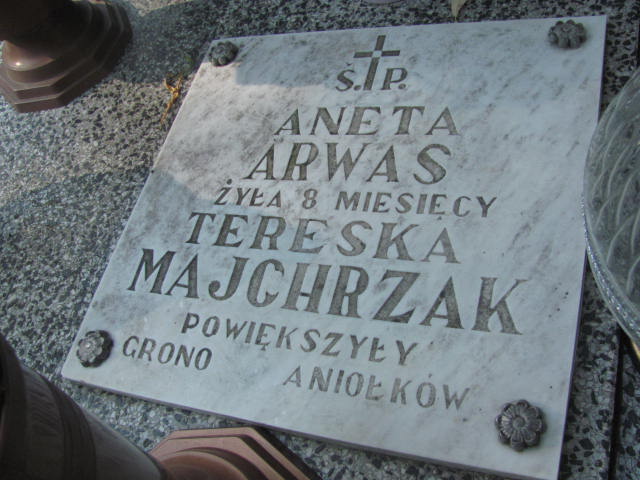 Ś. P.
ANETA
ARWAS
ŻYŁA 8 MIESIĘCY
TERESKA
MAJCHRZAK
POWIĘKSZYŁY
GRONO ANIOŁKÓW